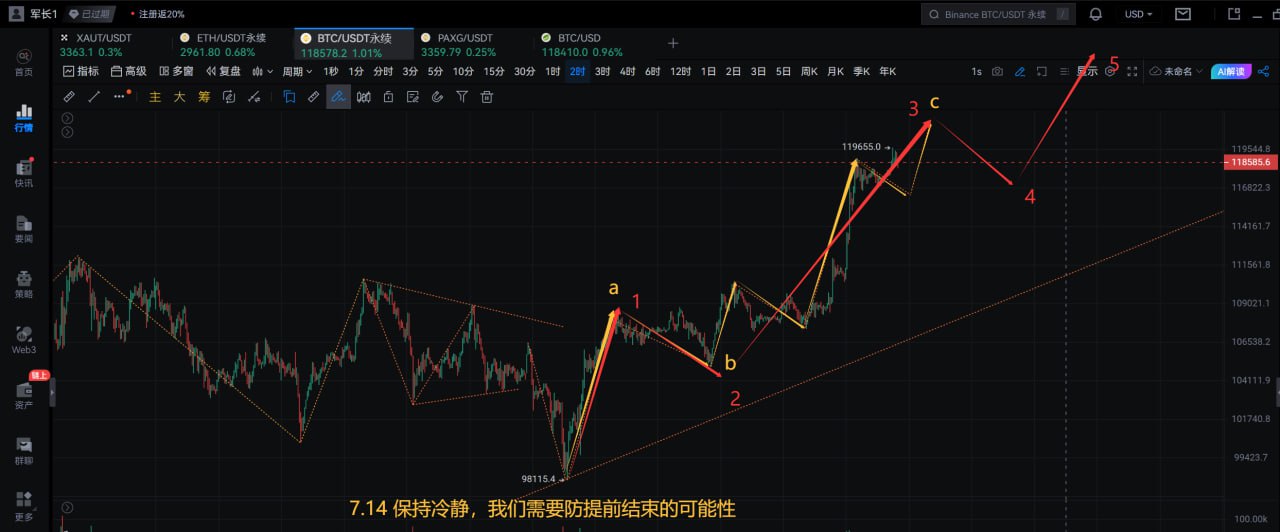 军长1 已过期 注册返20% Binance BTC/USDT 永续 / USD
XAUT/USDT ETH/USDT永续 BTC/USDT永续 PAXG/USDT BTC/USD
3363.1 0.3% 2961.80 0.68% 118578.2 1.01% 3359.79 0.25% 118410.0 0.96%
指标 高级 多窗 复盘 周期 1秒 1分 分时 3分 5分 10分 15分 30分 1时 2时 3时 4时 6时 12时 1日 2日 3日 5日 周K 月K 季K 年K 1s 显示 未命名 AI解读
主 大 筹
首页
行情
快讯
要闻
策略
Web3
链上
资产
群聊
更多
5
3 c
119655.0
4
a
1
b
2
98115.4
7.14 保持冷静，我们需要防提前结束的可能性
119544.8
118585.6
116822.3
114161.7
111561.8
109021.1
106538.2
104111.9
101740.8
99423.7
100.00k